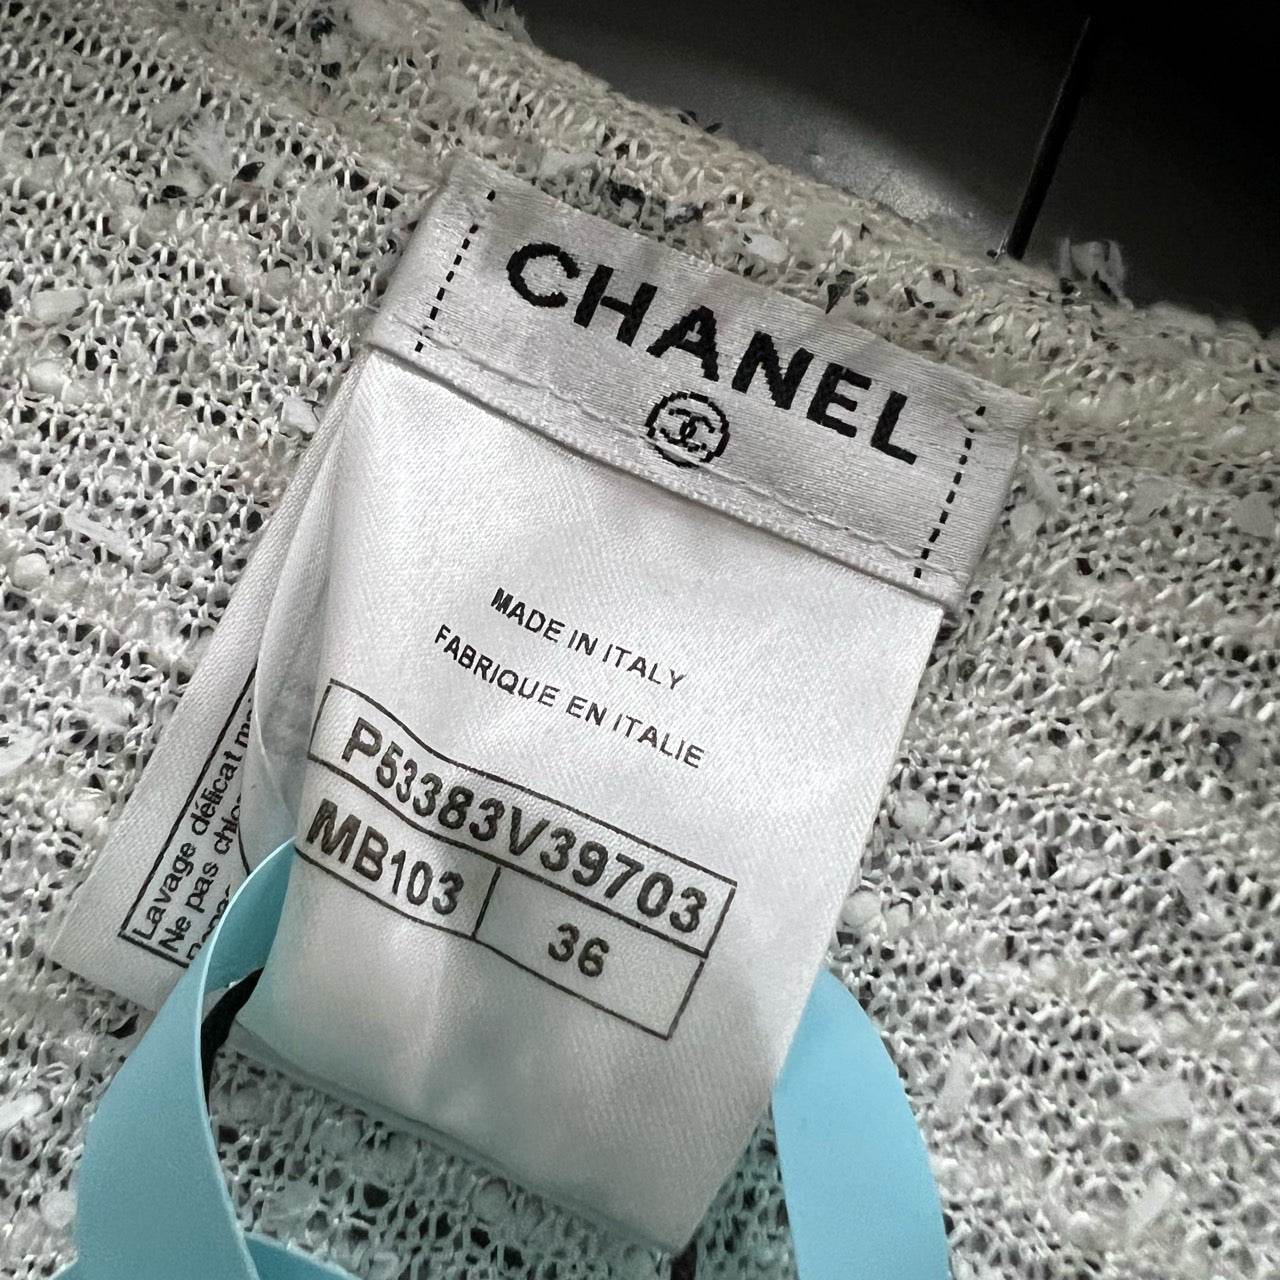 CHANEL
MADE IN ITALY
FABRIQUE EN ITALIE
P53383V39703
MB103
36
Lavage délicat
Ne pas